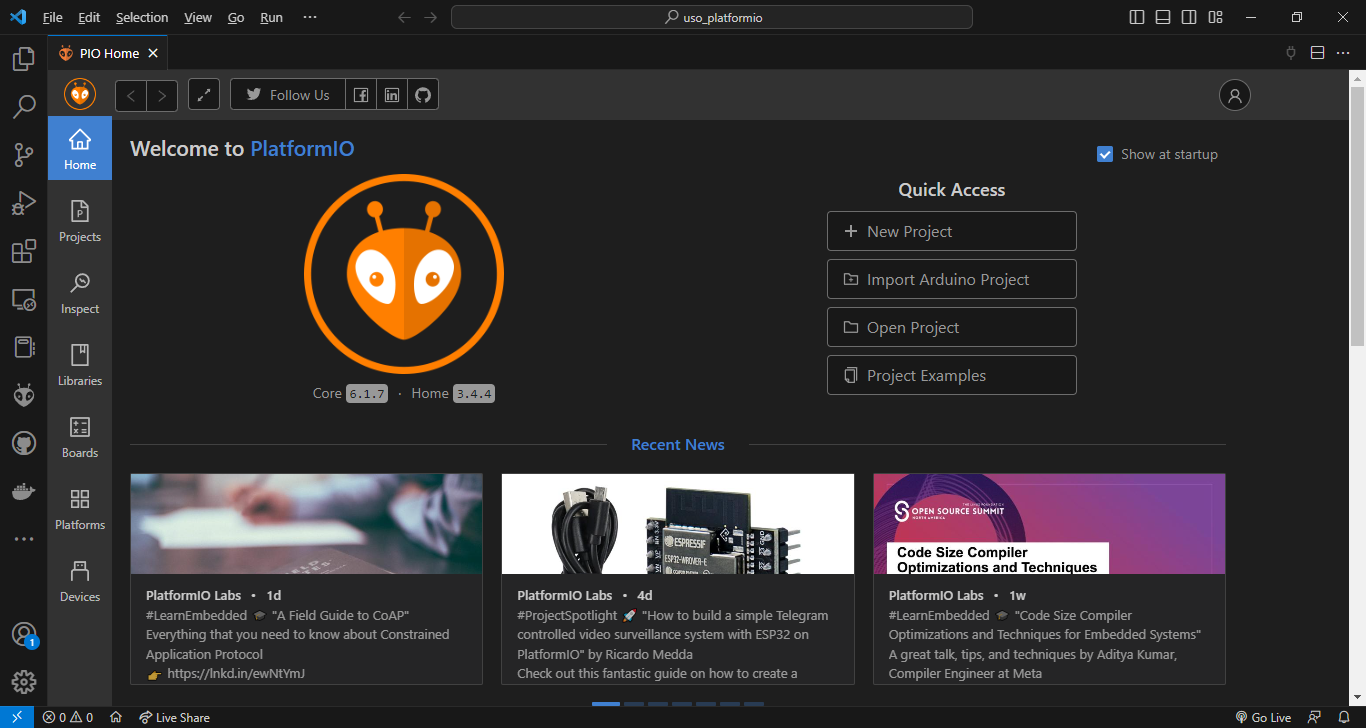 File Edit Selection View Go Run ···
uso_platformio
PIO Home
Follow Us
Home
Projects
Inspect
Libraries
Boards
Platforms
Devices
Welcome to PlatformIO
Show at startup
Core 6.1.7 · Home 3.4.4
Quick Access
New Project
Import Arduino Project
Open Project
Project Examples
Recent News
PlatformIO Labs • 1d
#LearnEmbedded 🎓 "A Field Guide to CoAP"
Everything that you need to know about Constrained
Application Protocol
👉 https://lnkd.in/ewNtYmJ
ESPRESSIF
ESP32-WROVER-E
PlatformIO Labs • 4d
#ProjectSpotlight 🚀 "How to build a simple Telegram
controlled video surveillance system with ESP32 on
PlatformIO" by Ricardo Medda
Check out this fantastic guide on how to create a
OPEN SOURCE SUMMIT
NORTH AMERICA
Code Size Compiler
Optimizations and Techniques
PlatformIO Labs • 1w
#LearnEmbedded 🎓 "Code Size Compiler
Optimizations and Techniques for Embedded Systems"
A great talk, tips, and techniques by Aditya Kumar,
Compiler Engineer at Meta
1
0 0 Live Share
Go Live